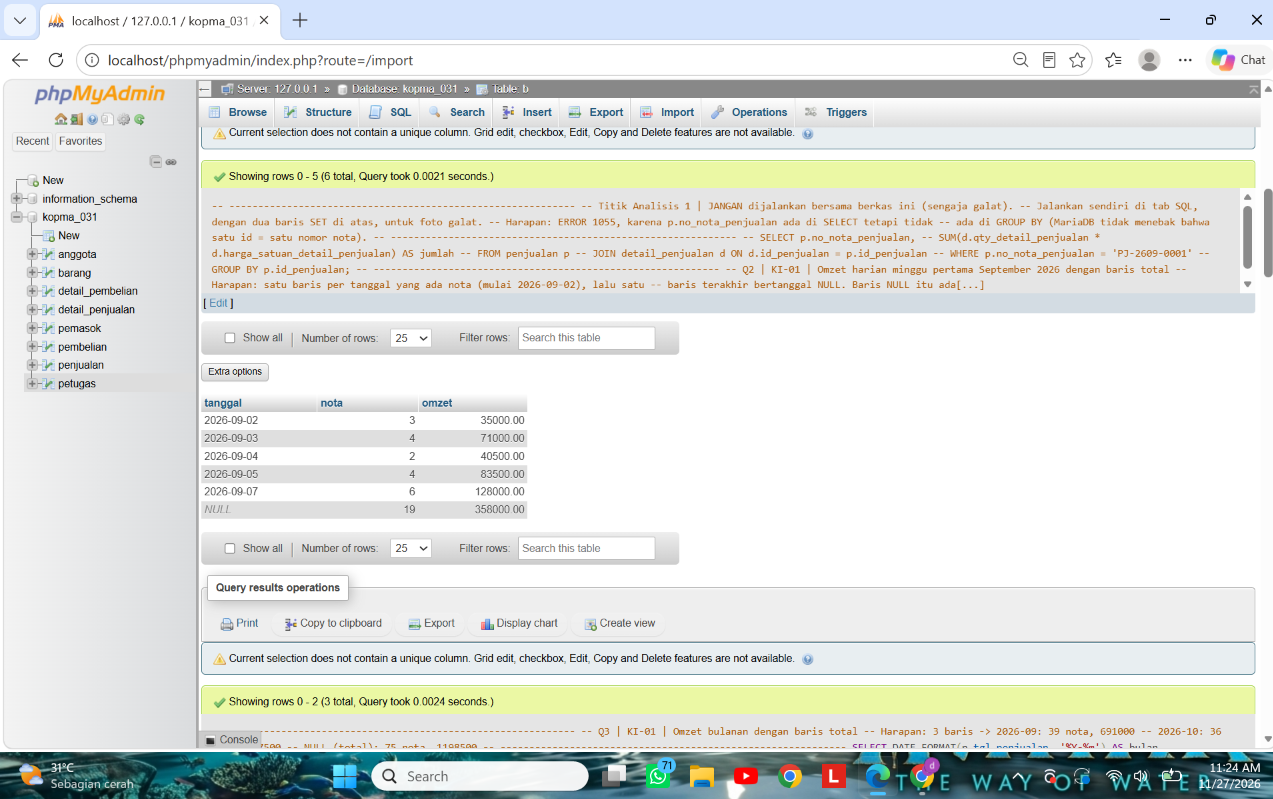 localhost / 127.0.0.1 / kopma_031
localhost/phpmyadmin/index.php?route=/import
Chat
phpMyAdmin
Recent
Favorites
New
information_schema
kopma_031
New
anggota
barang
detail_pembelian
detail_penjualan
pemasok
pembelian
penjualan
petugas
Server: 127.0.0.1 » Database: kopma_031 » Table: b
Browse Structure SQL Search Insert Export Import Operations Triggers
Current selection does not contain a unique column. Grid edit, checkbox, Edit, Copy and Delete features are not available.
Showing rows 0 - 5 (6 total, Query took 0.0021 seconds.)
-- ---------------------------------------------------------- -- Titik Analisis 1 | JANGAN dijalankan bersama berkas ini (sengaja galat). -- Jalankan sendiri di tab SQL,
dengan dua baris SET di atas, untuk foto galat. -- Harapan: ERROR 1055, karena p.no_nota_penjualan ada di SELECT tetapi tidak -- ada di GROUP BY (MariaDB tidak menebak bahwa
satu id = satu nomor nota). -- ---------------------------------------------------------- -- SELECT p.no_nota_penjualan, -- SUM(d.qty_detail_penjualan *
d.harga_satuan_detail_penjualan) AS jumlah -- FROM penjualan p -- JOIN detail_penjualan d ON d.id_penjualan = p.id_penjualan -- WHERE p.no_nota_penjualan = 'PJ-2609-0001' --
GROUP BY p.id_penjualan; -- ---------------------------------------------------------- -- Q2 | KI-01 | Omzet harian minggu pertama September 2026 dengan baris total --
Harapan: satu baris per tanggal yang ada nota (mulai 2026-09-02), lalu satu -- baris terakhir bertanggal NULL. Baris NULL itu ada[...]
[ Edit ]
Show all | Number of rows: 25 Filter rows: Search this table
Extra options
tanggal nota omzet
2026-09-02 3 35000.00
2026-09-03 4 71000.00
2026-09-04 2 40500.00
2026-09-05 4 83500.00
2026-09-07 6 128000.00
NULL 19 358000.00
Show all | Number of rows: 25 Filter rows: Search this table
Query results operations
Print Copy to clipboard Export Display chart Create view
Current selection does not contain a unique column. Grid edit, checkbox, Edit, Copy and Delete features are not available.
Showing rows 0 - 2 (3 total, Query took 0.0024 seconds.)
-- Q3 | KI-01 | Omzet bulanan dengan baris total -- Harapan: 3 baris -> 2026-09: 39 nota, 691000 -- 2026-10: 36
Console
31°C
Sebagian cerah
Search
71
THE WAY OF WATER
11:24 AM
11/27/2026